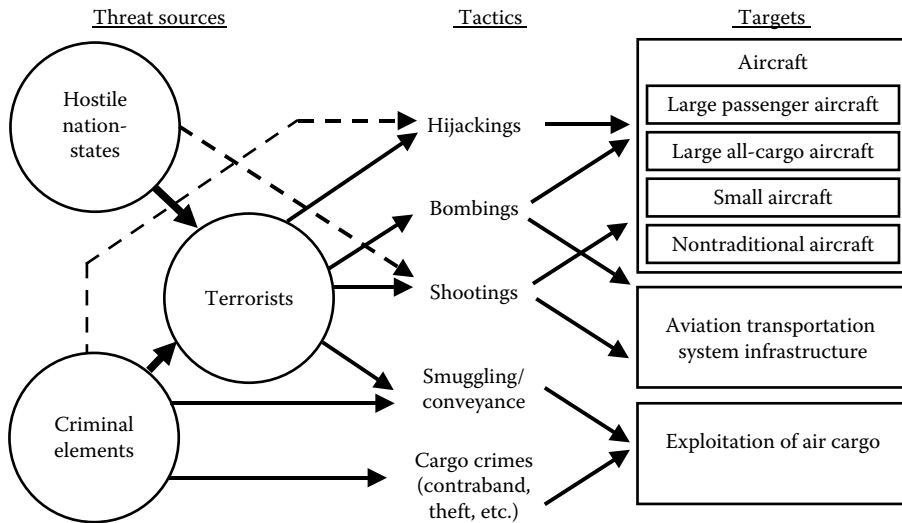 Threat sources
Tactics
Targets
Hostile
nation-
states
Terrorists
Criminal
elements
Hijackings
Bombings
Shootings
Smuggling/
conveyance
Cargo crimes
(contraband,
theft, etc.)
Aircraft
Large passenger aircraft
Large all-cargo aircraft
Small aircraft
Nontraditional aircraft
Aviation transportation
system infrastructure
Exploitation of air cargo